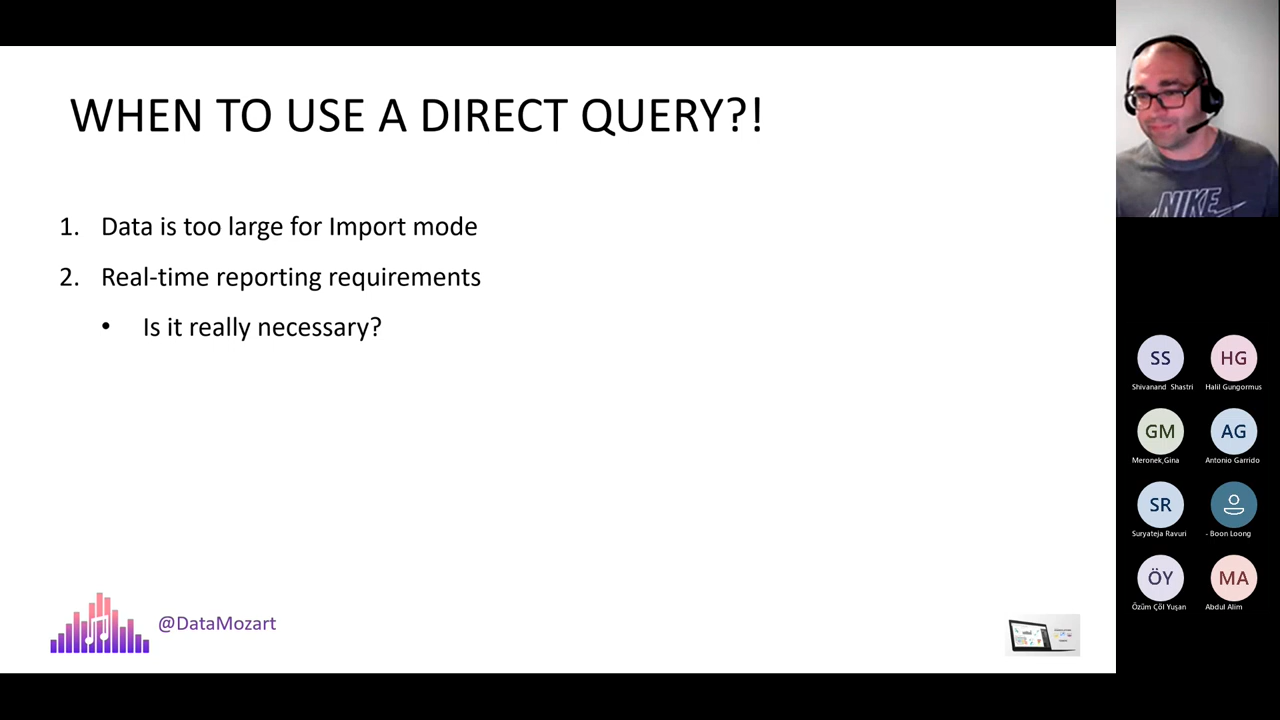 WHEN TO USE A DIRECT QUERY?!
1. Data is too large for Import mode
2. Real-time reporting requirements
• Is it really necessary?
@DataMozart
NIKE
SS
HG
Shivanand Shastri
Halil Gungormus
GM
AG
Meronek,Gina
Antonio Garrido
SR
Suryateja Ravuri
- Boon Loong
ÖY
MA
Özüm Çöl Yuşan
Abdul Alim